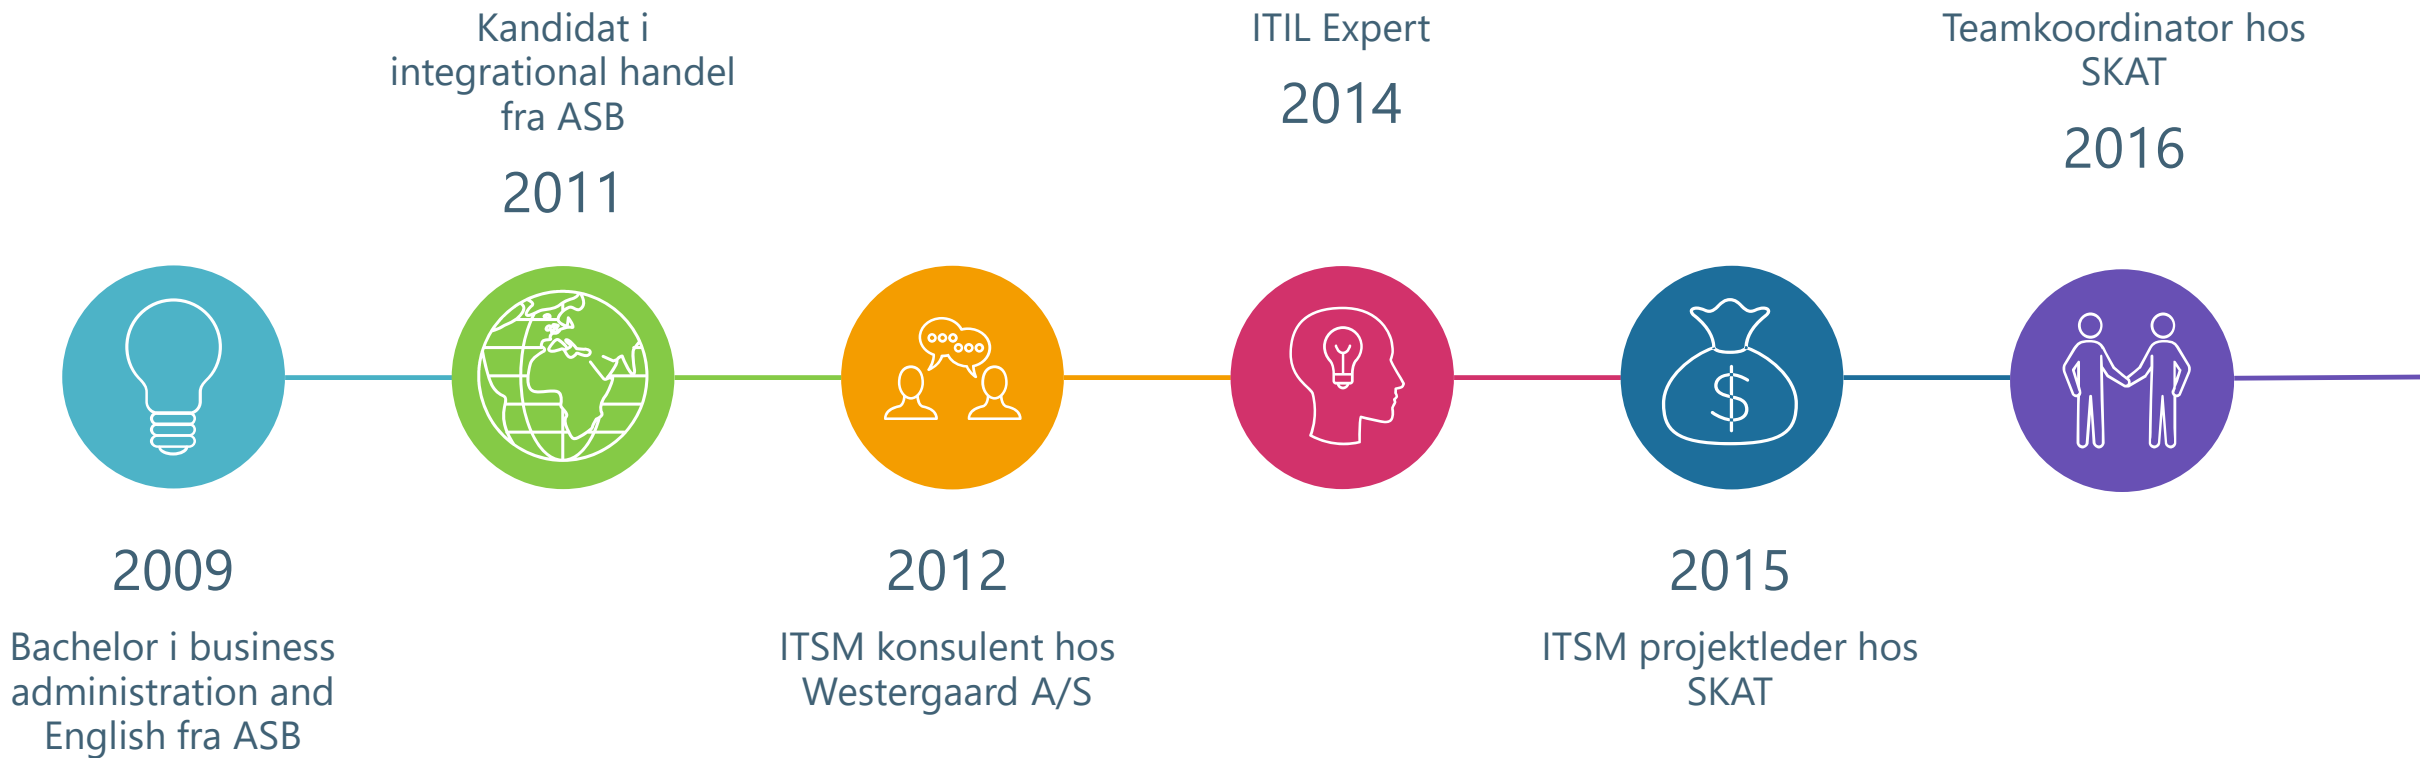 2009
Bachelor i business
administration and
English fra ASB
Kandidat i
integrational handel
fra ASB
2011
2012
ITSM konsulent hos
Westergaard A/S
ITIL Expert
2014
2015
ITSM projektleder hos
SKAT
Teamkoordinator hos
SKAT
2016
$